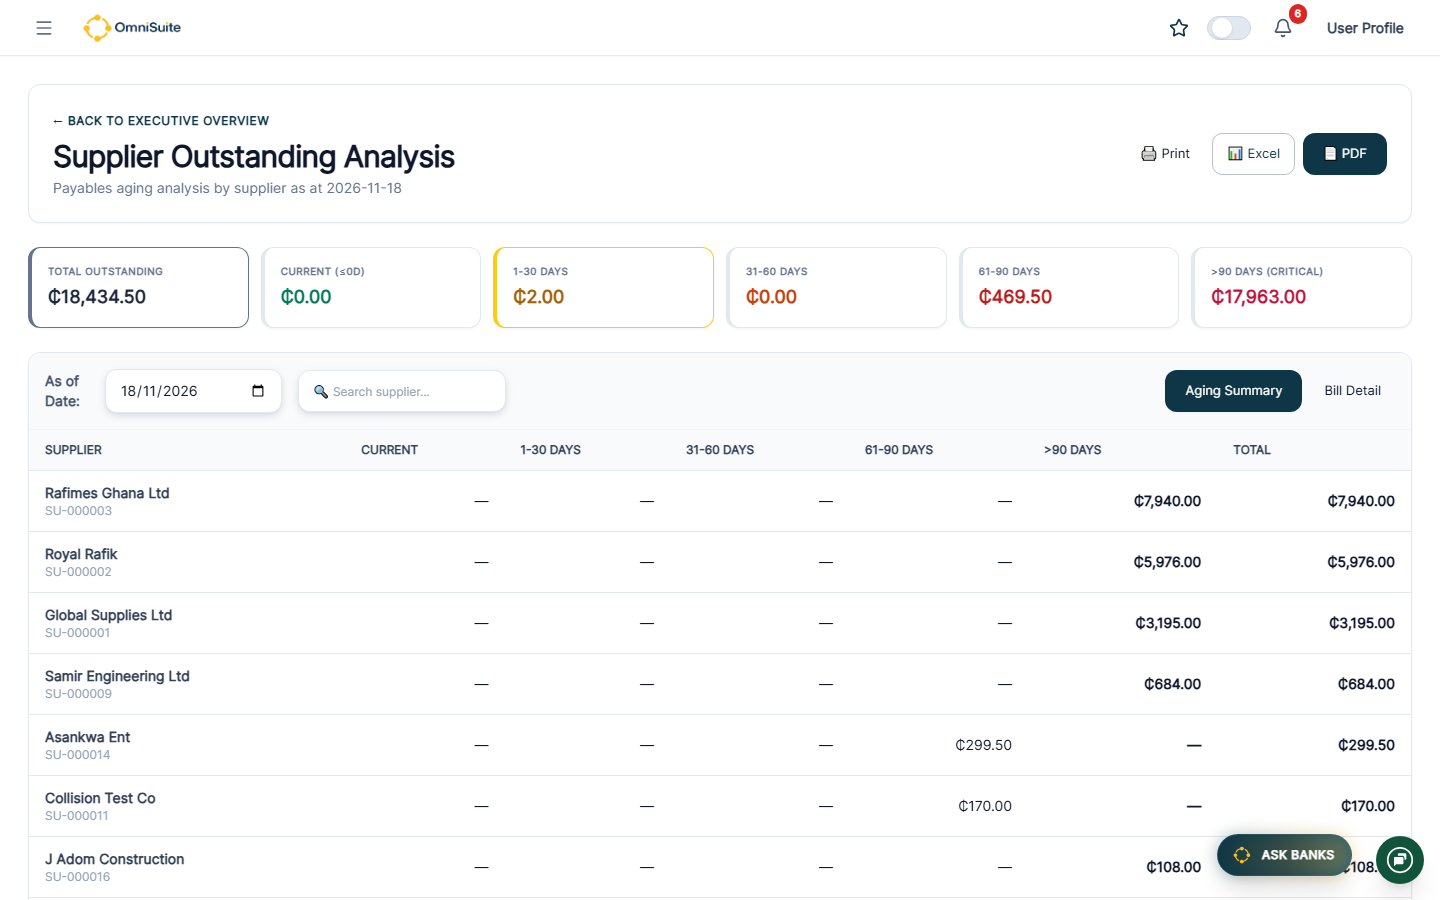 OmniSuite
6
User Profile
← BACK TO EXECUTIVE OVERVIEW
Supplier Outstanding Analysis
Payables aging analysis by supplier as at 2026-11-18
Print
Excel
PDF
TOTAL OUTSTANDING
₵18,434.50
CURRENT (≤0D)
₵0.00
1-30 DAYS
₵2.00
31-60 DAYS
₵0.00
61-90 DAYS
₵469.50
>90 DAYS (CRITICAL)
₵17,963.00
As of
Date:
18/11/2026
Search supplier...
Aging Summary
Bill Detail
SUPPLIER CURRENT 1-30 DAYS 31-60 DAYS 61-90 DAYS >90 DAYS TOTAL
Rafimes Ghana Ltd
SU-000003
— — — — ₵7,940.00 ₵7,940.00
Royal Rafik
SU-000002
— — — — ₵5,976.00 ₵5,976.00
Global Supplies Ltd
SU-000001
— — — — ₵3,195.00 ₵3,195.00
Samir Engineering Ltd
SU-000009
— — — — ₵684.00 ₵684.00
Asankwa Ent
SU-000014
— — — ₵299.50 — ₵299.50
Collision Test Co
SU-000011
— — — ₵170.00 — ₵170.00
J Adom Construction
SU-000016
— — — — ₵108.00
ASK BANKS